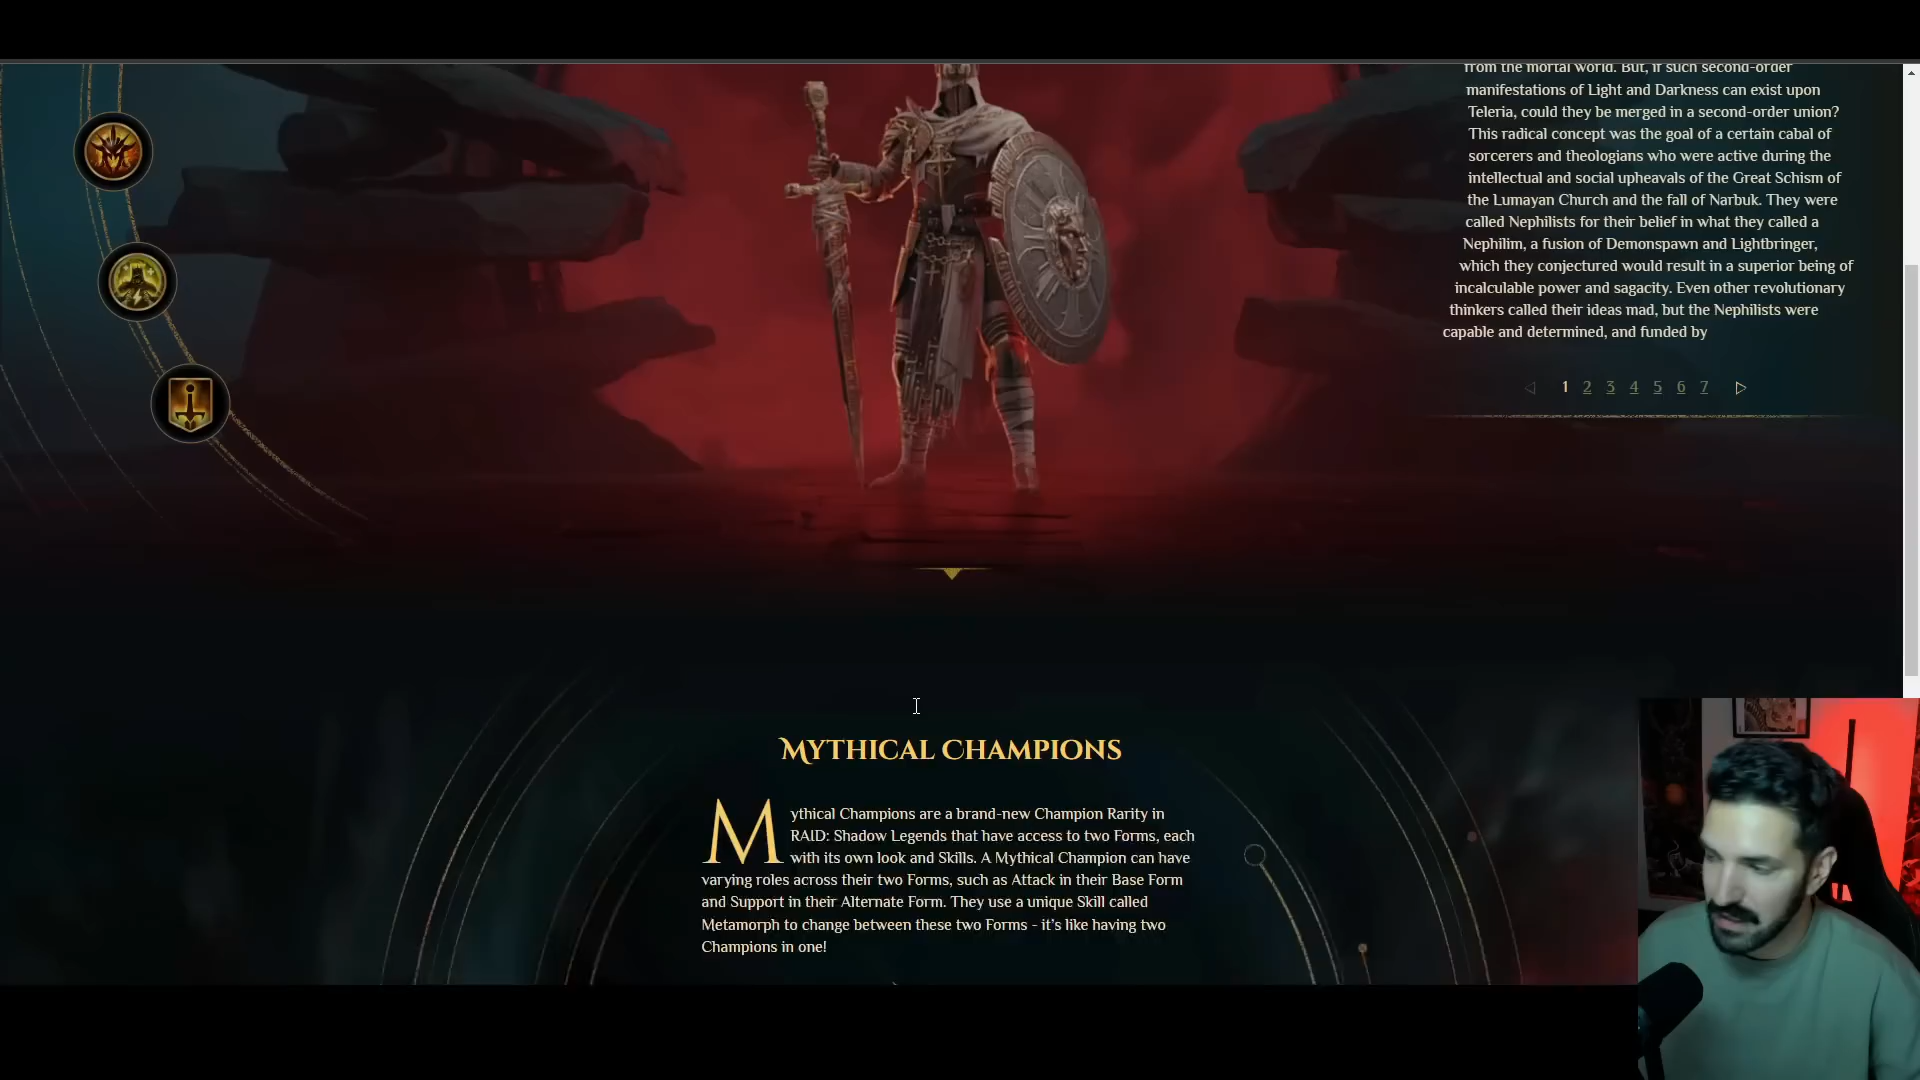 from the mortal world. But, if such second-order
manifestations of Light and Darkness can exist upon
Teleria, could they be merged in a second-order union?
This radical concept was the goal of a certain cabal of
sorcerers and theologians who were active during the
intellectual and social upheavals of the Great Schism of
the Lumayan Church and the fall of Narbuk. They were
called Nephilists for their belief in what they called a
Nephilim, a fusion of Demonspawn and Lightbringer,
which they conjectured would result in a superior being of
incalculable power and sagacity. Even other revolutionary
thinkers called their ideas mad, but the Nephilists were
capable and determined, and funded by
1 2 3 4 5 6 7
Mythical Champions
Mythical Champions are a brand-new Champion Rarity in
RAID: Shadow Legends that have access to two Forms, each
with its own look and Skills. A Mythical Champion can have
varying roles across their two Forms, such as Attack in their Base Form
and Support in their Alternate Form. They use a unique Skill called
Metamorph to change between these two Forms - it's like having two
Champions in one!